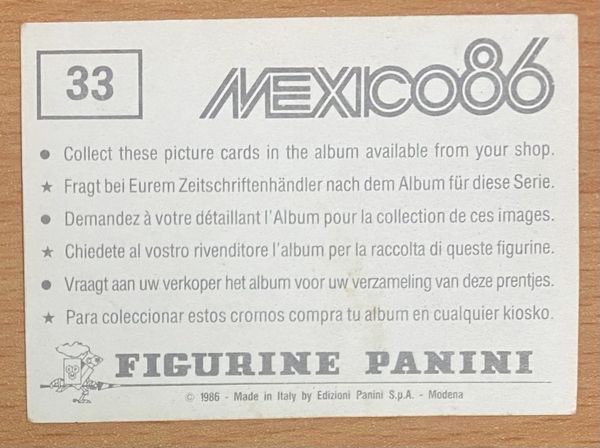 33
MEXICO86
● Collect these picture cards in the album available from your shop.
★ Fragt bei Eurem Zeitschriftenhändler nach dem Album für diese Serie.
● Demandez à votre détaillant l'Album pour la collection de ces images.
★ Chiedete al vostro rivenditore l'album per la raccolta di queste figurine.
● Vraagt aan uw verkoper het album voor uw verzameling van deze prentjes.
★ Para coleccionar estos cromos compra tu album en cualquier kiosko.
FIGURINE PANINI
© 1986 - Made in Italy by Edizioni Panini S.p.A. - Modena